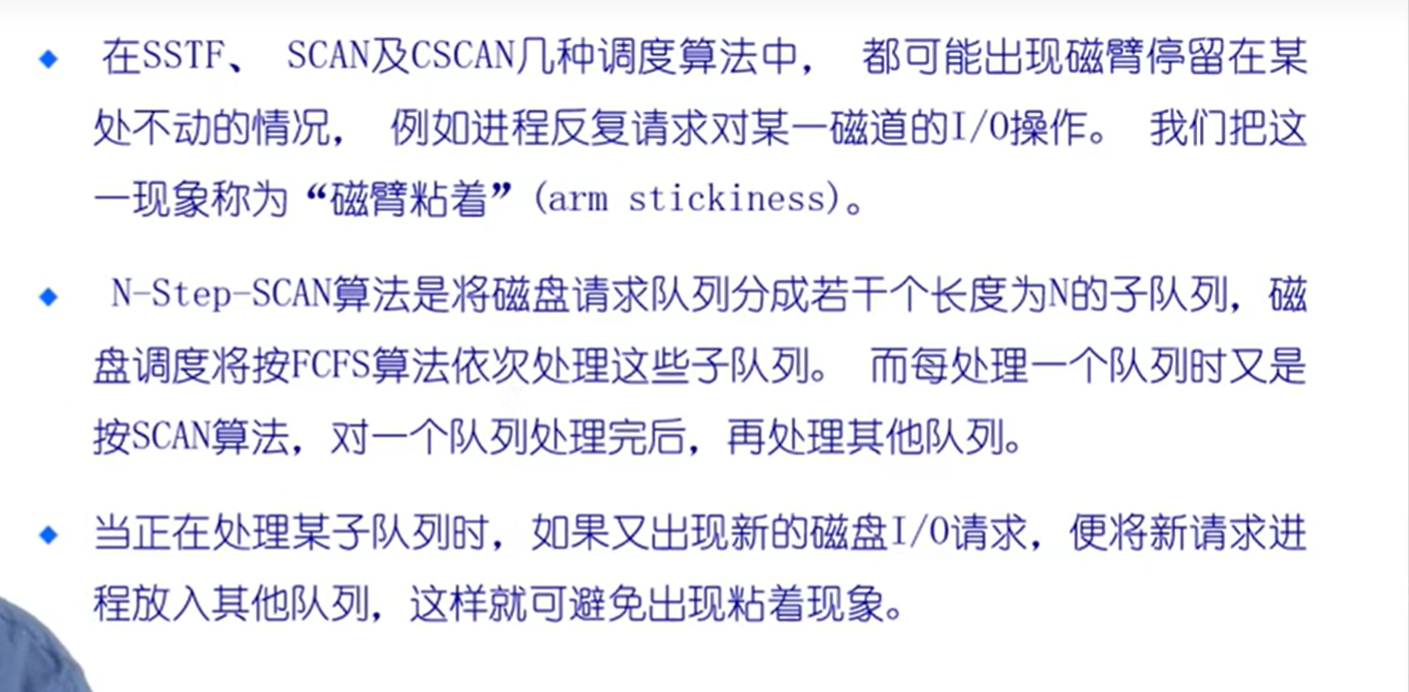 在SSTF、 SCAN及CSCAN几种调度算法中， 都可能出现磁臂停留在某
处不动的情况， 例如进程反复请求对某一磁道的I/O操作。 我们把这
一现象称为“磁臂粘着”(arm stickiness)。
N-Step-SCAN算法是将磁盘请求队列分成若干个长度为N的子队列，磁
盘调度将按FCFS算法依次处理这些子队列。 而每处理一个队列时又是
按SCAN算法，对一个队列处理完后，再处理其他队列。
当正在处理某子队列时，如果又出现新的磁盘I/O请求，便将新请求进
程放入其他队列，这样就可避免出现粘着现象。